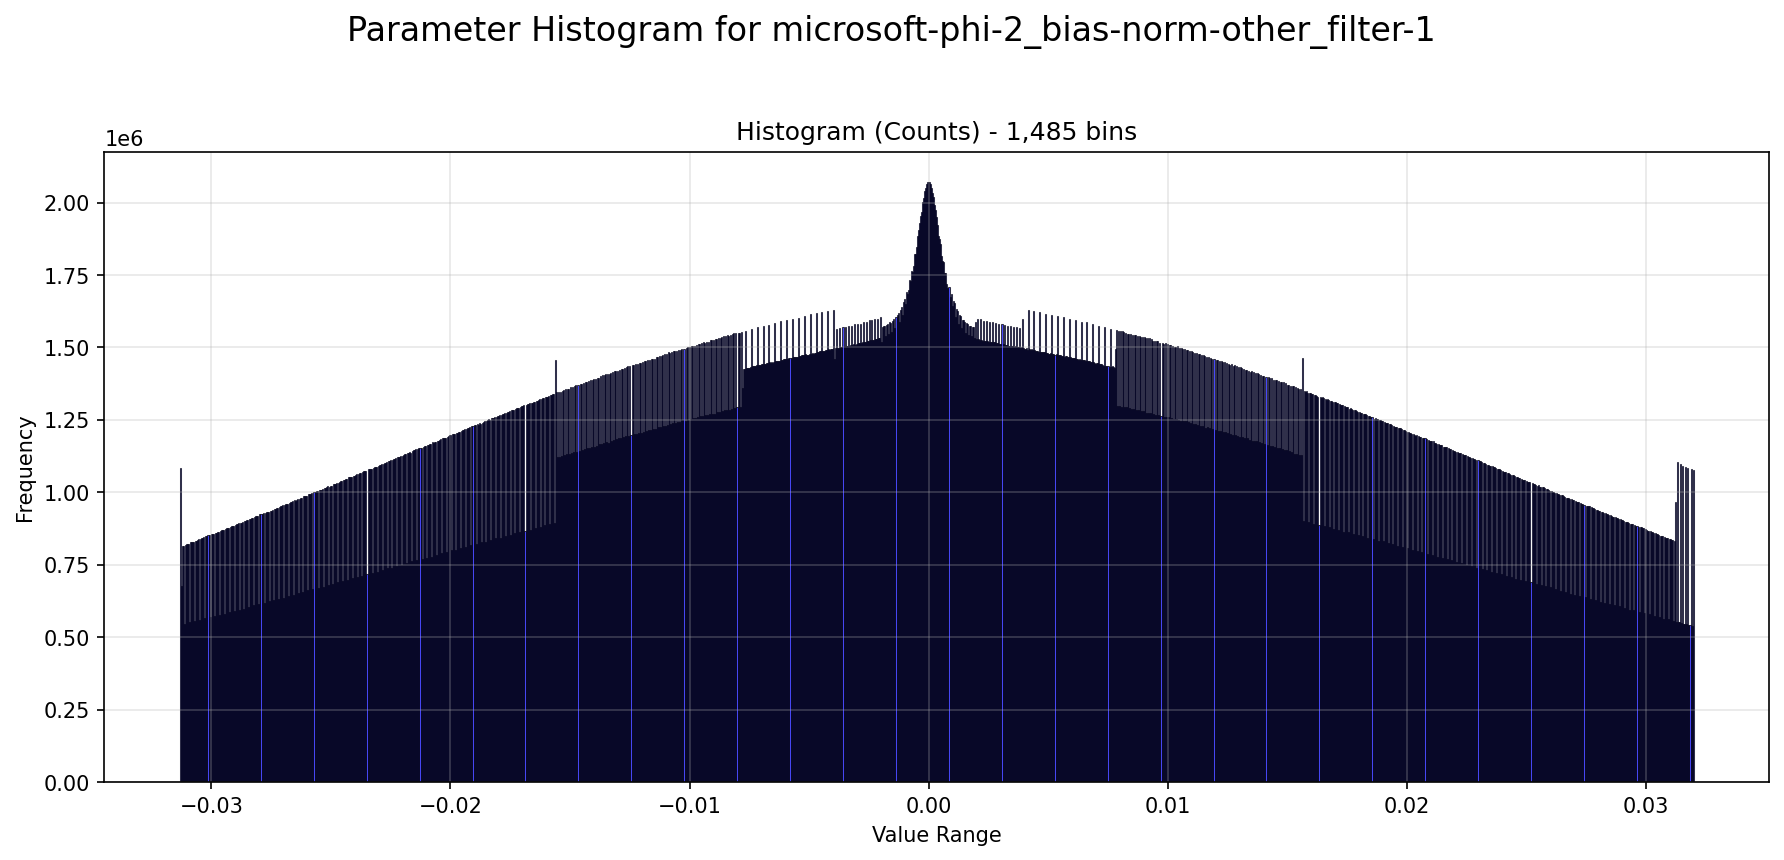 Parameter Histogram for microsoft-phi-2_bias-norm-other_filter-1
Histogram (Counts) - 1,485 bins
1e6
2.00
1.75
1.50
1.25
1.00
0.75
0.50
0.25
0.00
Frequency
−0.03 −0.02 −0.01 0.00 0.01 0.02 0.03
Value Range